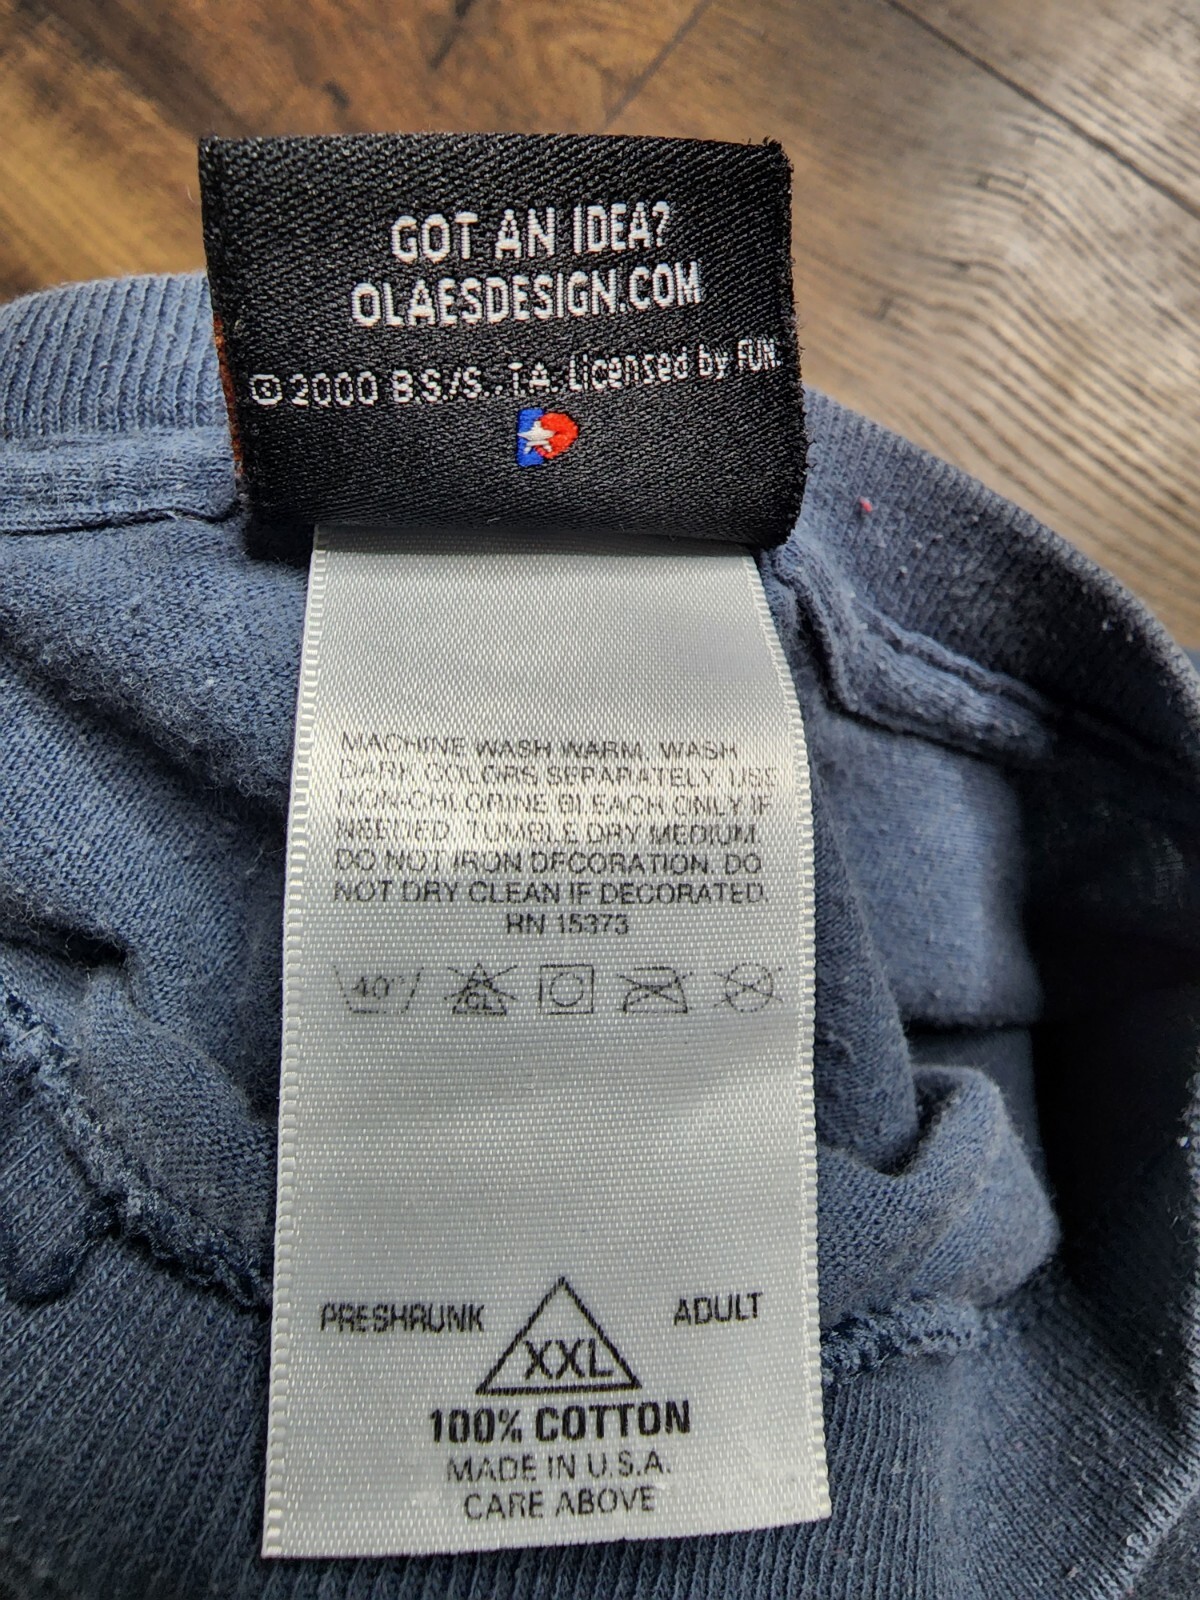 GOT AN IDEA?
OLAESDESIGN.COM
©2000 B.S./S..T.A. Licensed by FUN
MACHINE WASH WARM. WASH
DARK COLORS SEPARATELY. USE
NON-CHLORINE BLEACH ONLY IF
NEEDED. TUMBLE DRY MEDIUM.
DO NOT IRON DECORATION. DO
NOT DRY CLEAN IF DECORATED.
RN 15373
40° CL
PRESHRUNK XXL ADULT
100% COTTON
MADE IN U.S.A.
CARE ABOVE